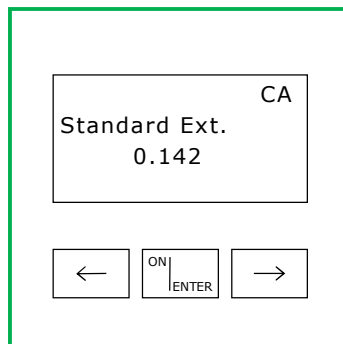 CA
Standard Ext.
0.142
← ON ENTER →